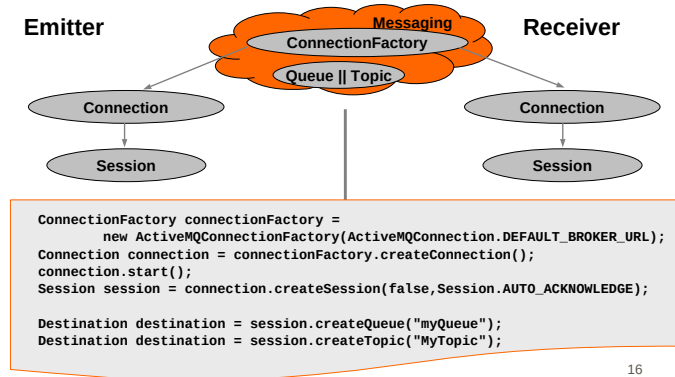 Emitter
Messaging
Receiver
ConnectionFactory
Queue || Topic
Connection
Connection
Session
Session
ConnectionFactory connectionFactory =
new ActiveMQConnectionFactory(ActiveMQConnection.DEFAULT_BROKER_URL);
Connection connection = connectionFactory.createConnection();
connection.start();
Session session = connection.createSession(false,Session.AUTO_ACKNOWLEDGE);
Destination destination = session.createQueue("myQueue");
Destination destination = session.createTopic("MyTopic");
16